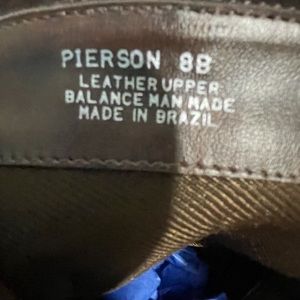 PIERSON 8B
LEATHER UPPER
BALANCE MAN MADE
MADE IN BRAZIL